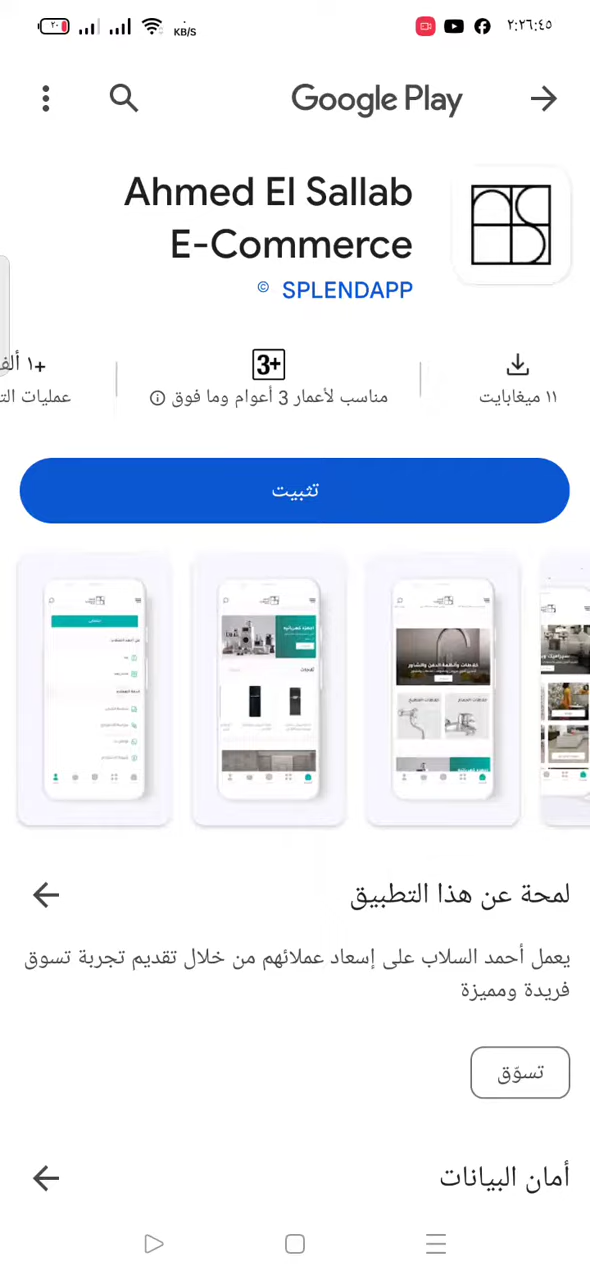 ٢:٢٦:٤٥
٢٠
KB/S
Google Play
Ahmed El Sallab
E-Commerce
SPLENDAPP ©
3+
+١
١١ ميغابايت
مناسب لأعمار 3 أعوام وما فوق
عمليات
تثبيت
لمحة عن هذا التطبيق
يعمل أحمد السلاب على إسعاد عملائهم من خلال تقديم تجربة تسوق
فريدة ومميزة
تسوّق
أمان البيانات